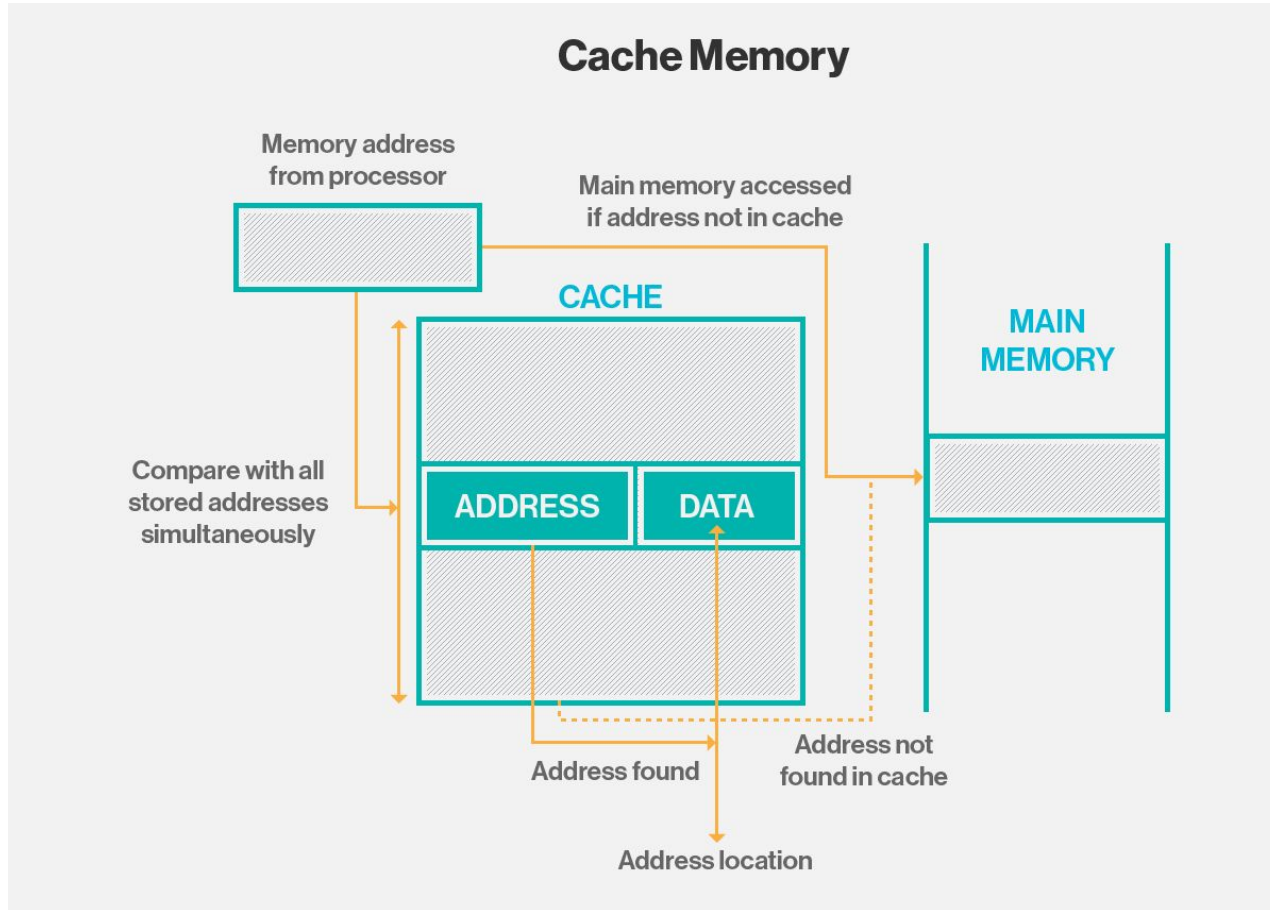 Cache Memory
Memory address
from processor
Main memory accessed
if address not in cache
CACHE
MAIN
MEMORY
Compare with all
stored addresses
simultaneously
ADDRESS
DATA
Address found
Address not
found in cache
Address location